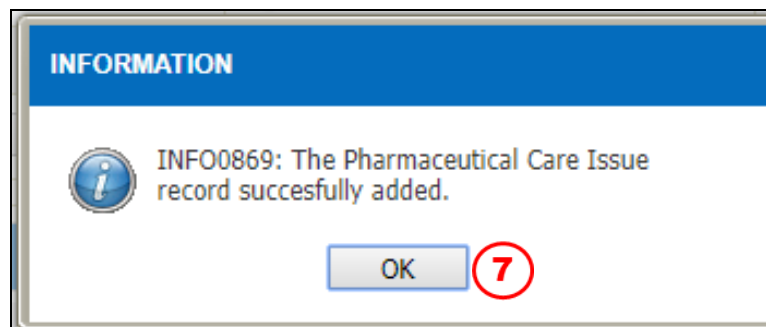 INFORMATION
INFO0869: The Pharmaceutical Care Issue
record succesfully added.
OK 7